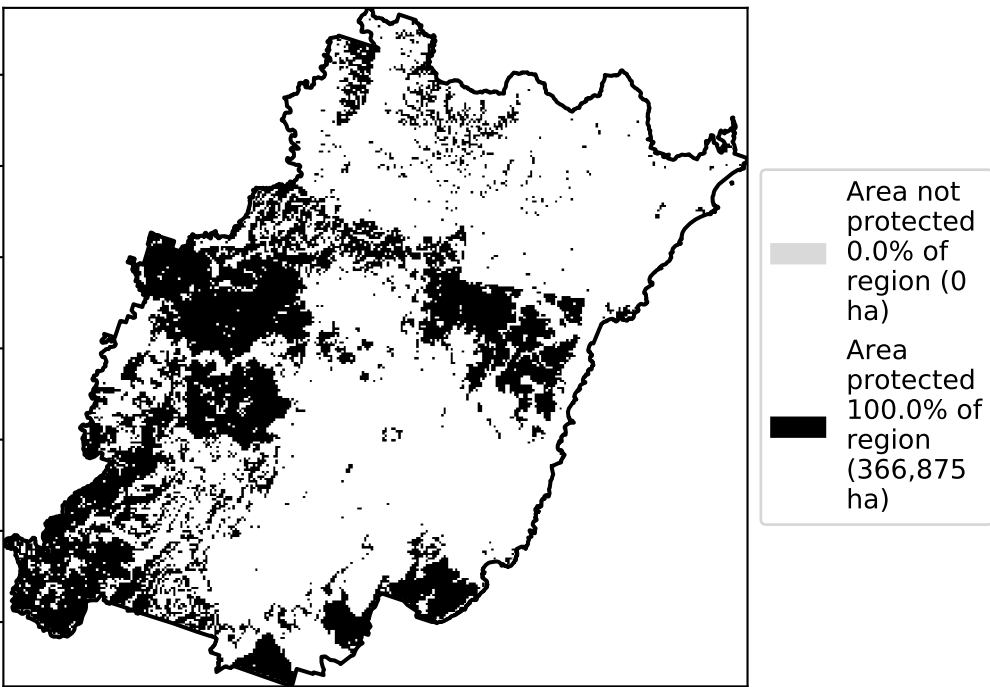 Area not
protected
0.0% of
region (0
ha)
Area
protected
100.0% of
region
(366,875
ha)